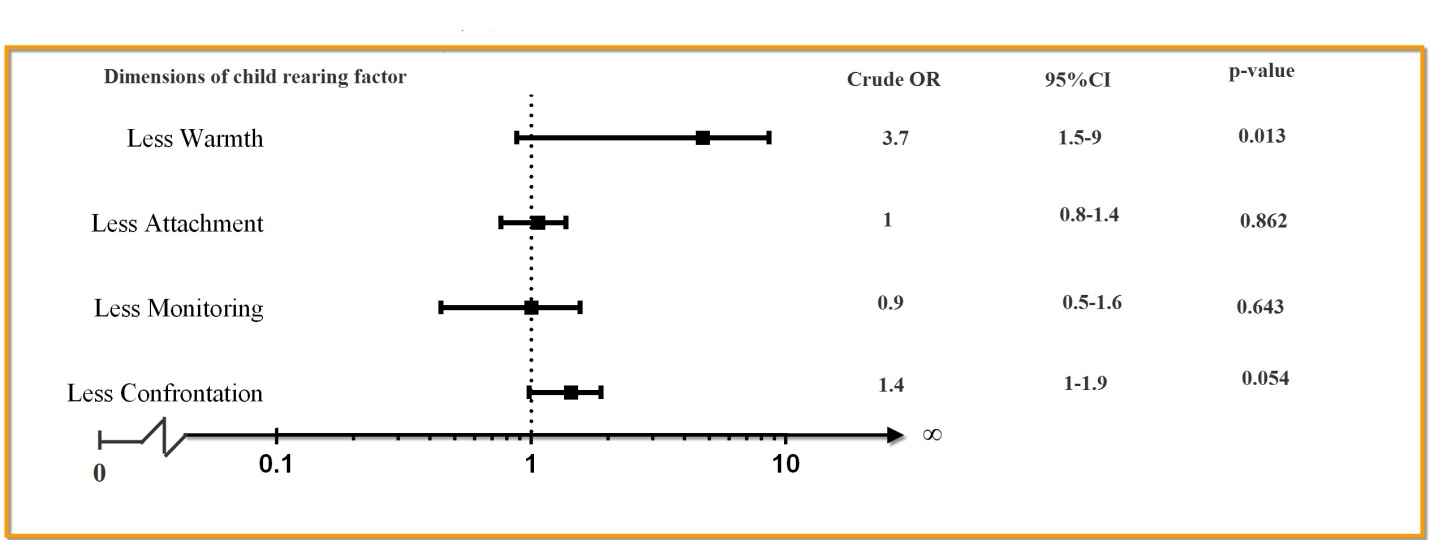 Dimensions of child rearing factor Crude OR 95%CI p-value
Less Warmth 3.7 1.5-9 0.013
Less Attachment 1 0.8-1.4 0.862
Less Monitoring 0.9 0.5-1.6 0.643
Less Confrontation 1.4 1-1.9 0.054
∞
0 0.1 1 10